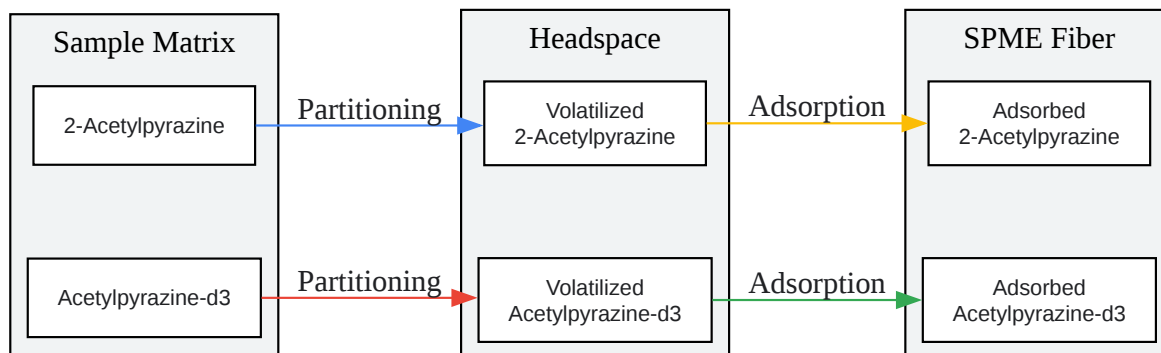 Sample Matrix
Headspace
SPME Fiber
2-Acetylpyrazine
Partitioning
Volatilized
2-Acetylpyrazine
Adsorption
Adsorbed
2-Acetylpyrazine
Acetylpyrazine-d3
Partitioning
Volatilized
Acetylpyrazine-d3
Adsorption
Adsorbed
Acetylpyrazine-d3